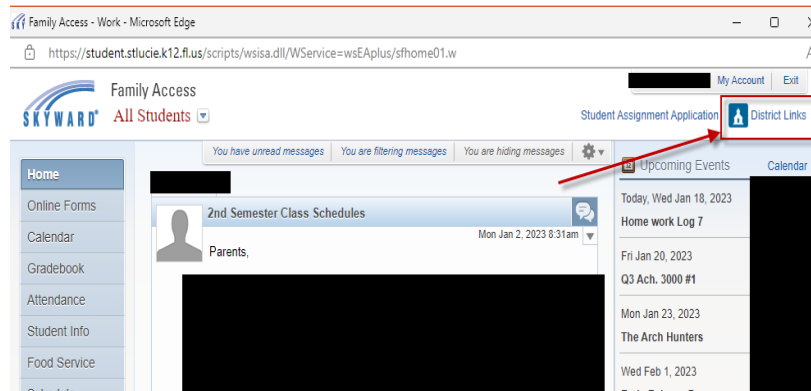 Family Access - Work - Microsoft Edge
https://student.stlucie.k12.fl.us/scripts/wsisa.dll/WService=wsEAplus/sfhome01.w
My Account Exit
SKYWARD
Family Access
All Students
Student Assignment Application District Links
You have unread messages You are filtering messages You are hiding messages
Home
Online Forms
Calendar
Gradebook
Attendance
Student Info
Food Service
2nd Semester Class Schedules
Mon Jan 2, 2023 8:31am
Parents,
Upcoming Events Calendar
Today, Wed Jan 18, 2023
Home work Log 7
Fri Jan 20, 2023
Q3 Ach. 3000 #1
Mon Jan 23, 2023
The Arch Hunters
Wed Feb 1, 2023